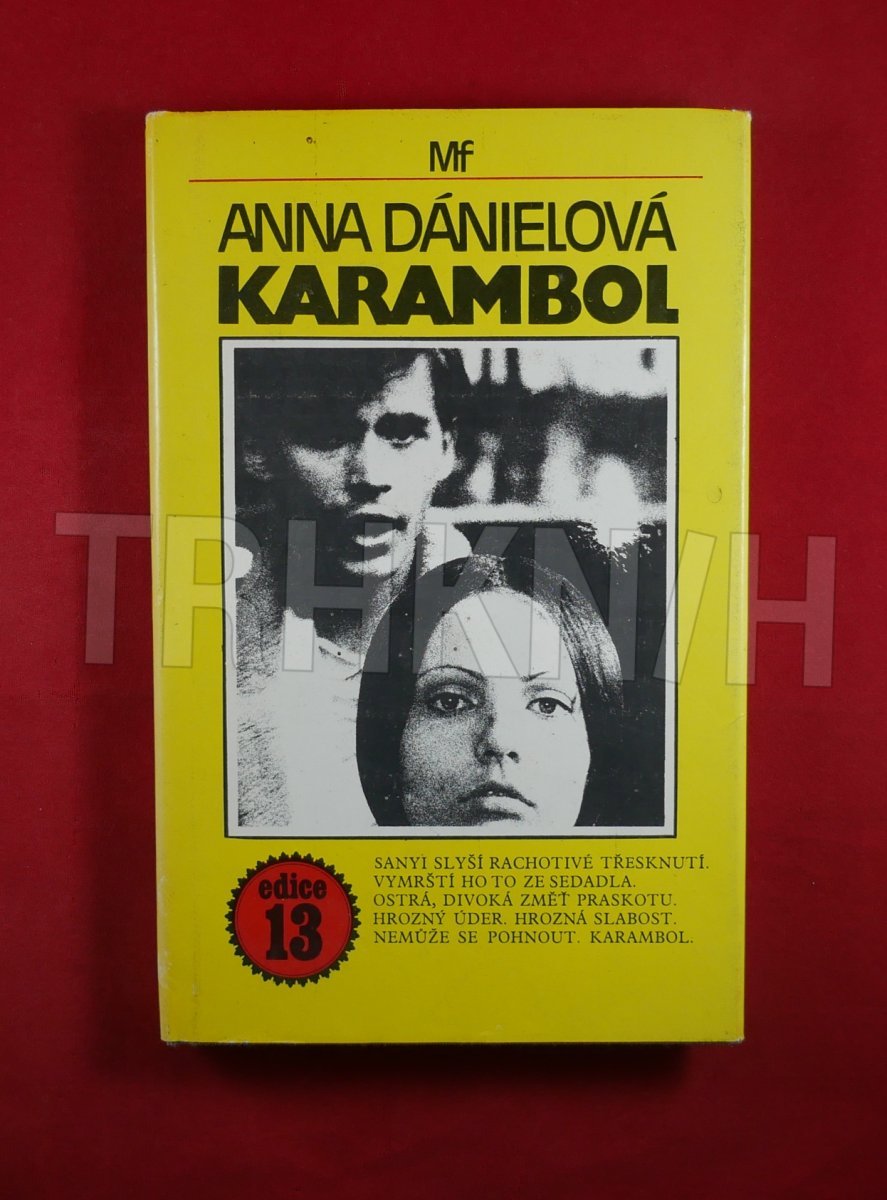 Mf
ANNA DÁNIELOVÁ
KARAMBOL
TRHKNIH
edice
13
SANYI SLYŠÍ RACHOTIVÉ TŘESKNUTÍ.
VYMRŠTÍ HO TO ZE SEDADLA.
OSTRÁ, DIVOKÁ ZMĚŤ PRASKOTU.
HROZNÝ ÚDER. HROZNÁ SLABOST.
NEMŮŽE SE POHNOUT. KARAMBOL.